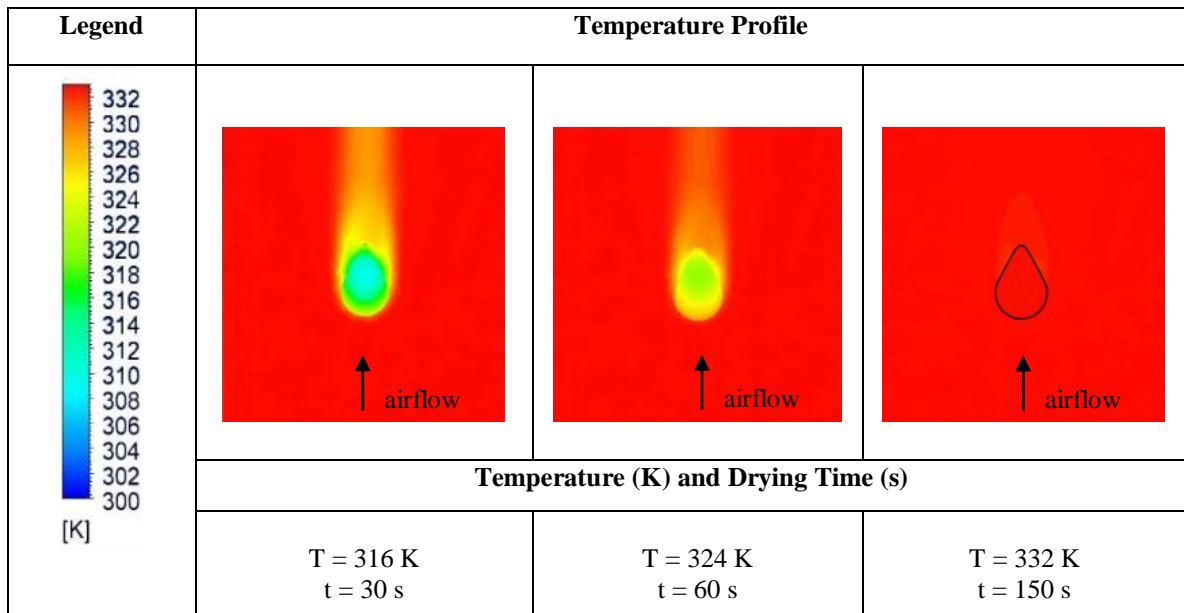 Legend
Temperature Profile
332
330
328
326
324
322
320
318
316
314
312
310
308
306
304
302
300
[K]
airflow
airflow
airflow
Temperature (K) and Drying Time (s)
T = 316 K
t = 30 s
T = 324 K
t = 60 s
T = 332 K
t = 150 s